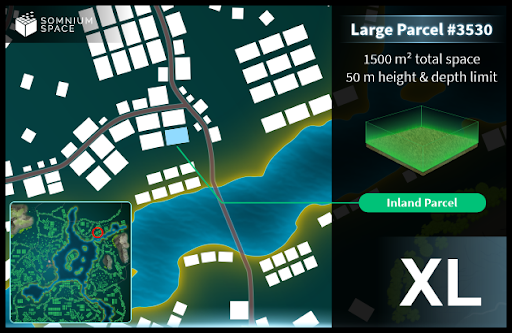 SOMNIUM
SPACE
Large Parcel #3530
1500 m² total space
50 m height & depth limit
Inland Parcel
XL